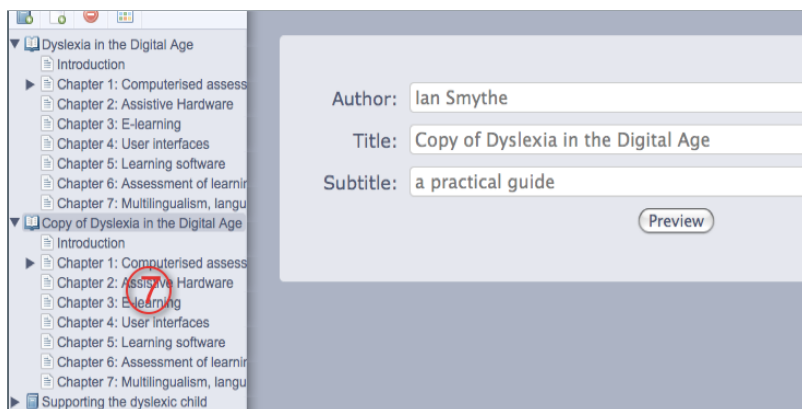 Dyslexia in the Digital Age
Introduction
Chapter 1: Computerised assess
Chapter 2: Assistive Hardware
Chapter 3: E-learning
Chapter 4: User interfaces
Chapter 5: Learning software
Chapter 6: Assessment of learnin
Chapter 7: Multilingualism, langu
Copy of Dyslexia in the Digital Age
Introduction
Chapter 1: Computerised assess
Chapter 2: Assistive Hardware
Chapter 3: E-learning
7
Chapter 4: User interfaces
Chapter 5: Learning software
Chapter 6: Assessment of learnin
Chapter 7: Multilingualism, langu
Supporting the dyslexic child
Author: Ian Smythe
Title: Copy of Dyslexia in the Digital Age
Subtitle: a practical guide
Preview